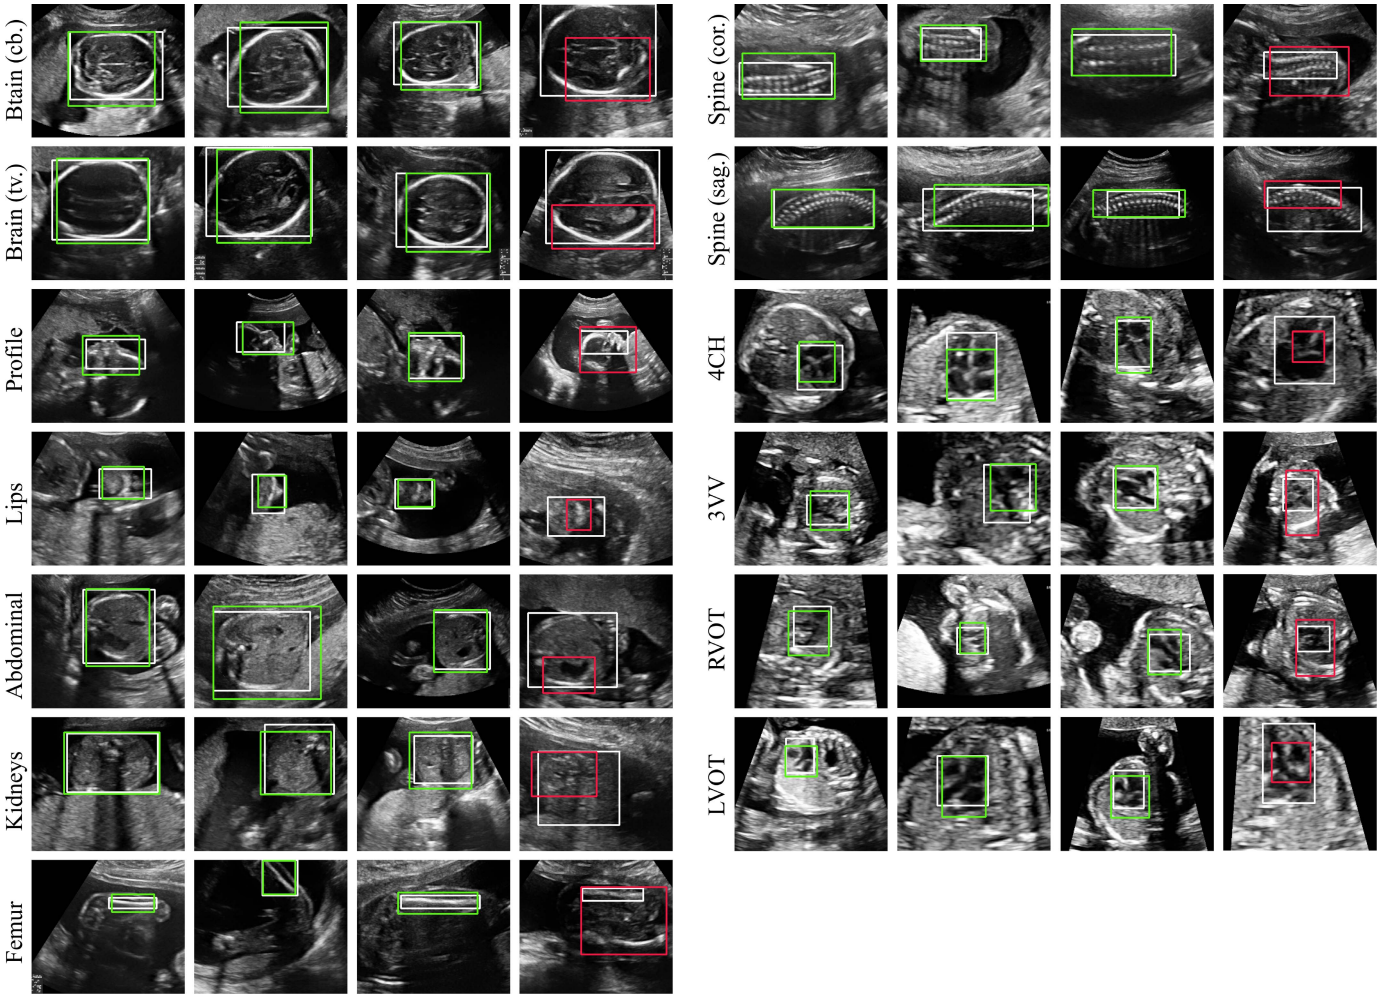 Btain (cb.)
Brain (tv.)
Profile
Lips
Abdominal
Kidneys
Femur
Spine (cor.)
Spine (sag.)
4CH
3VV
RVOT
LVOT